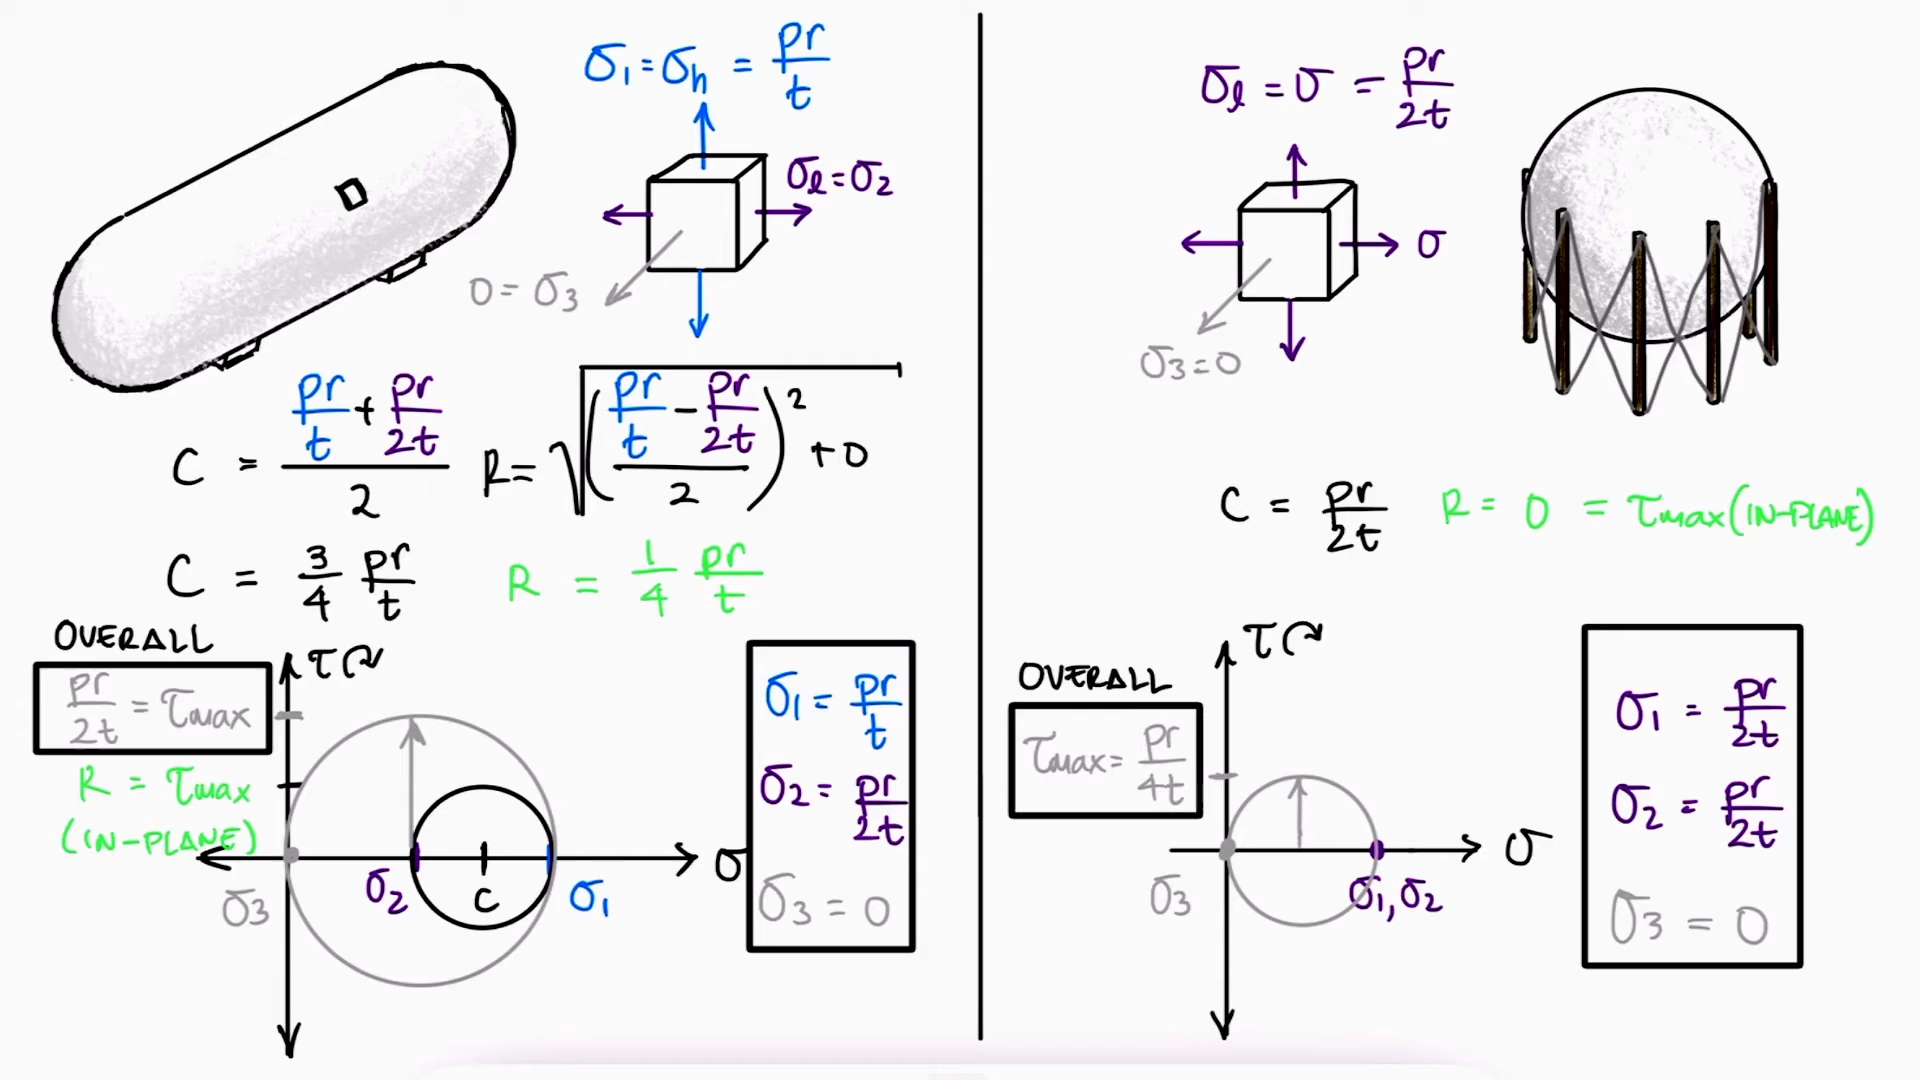 σ₁ = σh = pr/t
σℓ = σ₂
0 = σ₃
C = (pr/t + pr/2t)/2
R = √(((pr/t − pr/2t)/2)² + 0)
C = 3/4 pr/t
R = 1/4 pr/t
OVERALL
pr/2t = τmax
R = τmax
(IN-PLANE)
τ
σ
σ₃
σ₂
C
σ₁
σ₁ = pr/t
σ₂ = pr/2t
σ₃ = 0
σℓ = σ = pr/2t
σ
σ₃ = 0
C = pr/2t
R = 0 = τmax (IN-PLANE)
OVERALL
τmax = pr/4t
τ
σ
σ₃
σ₁, σ₂
σ₁ = pr/2t
σ₂ = pr/2t
σ₃ = 0